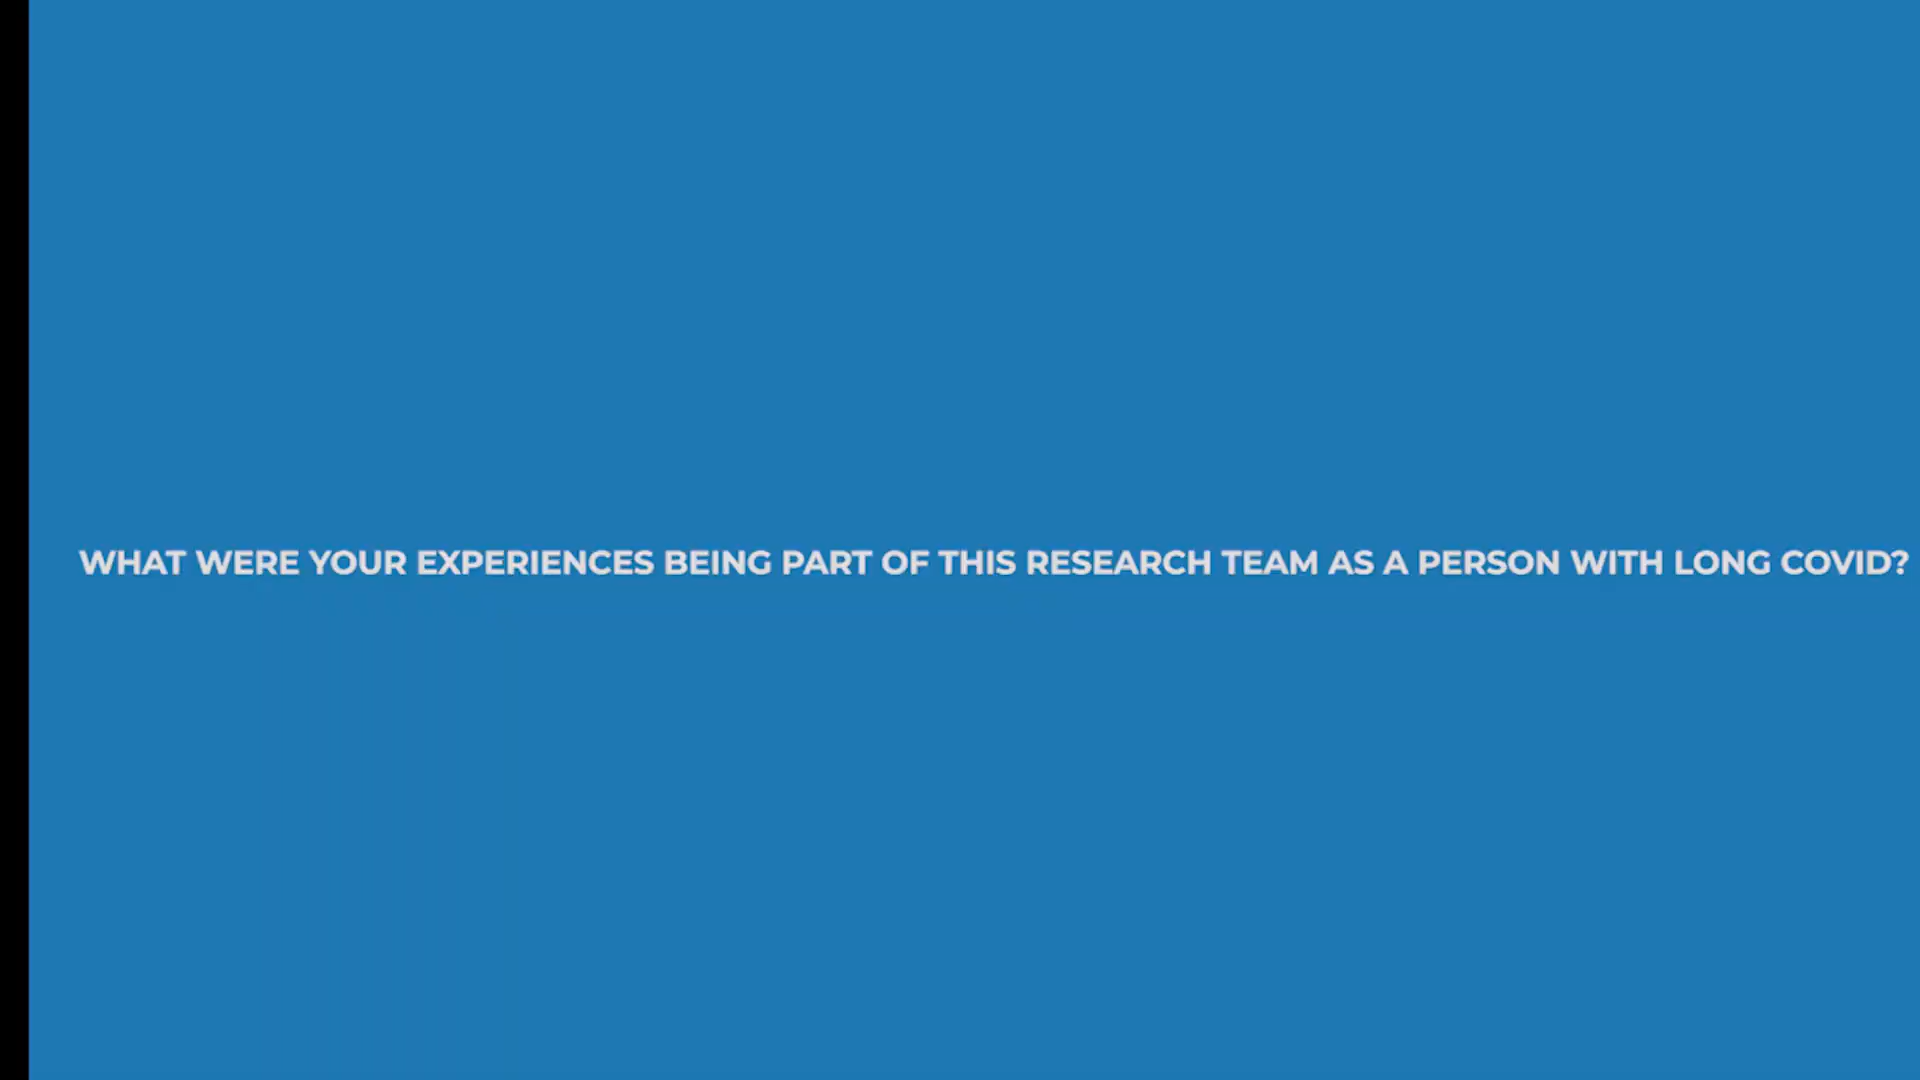 WHAT WERE YOUR EXPERIENCES BEING PART OF THIS RESEARCH TEAM AS A PERSON WITH LONG COVID?